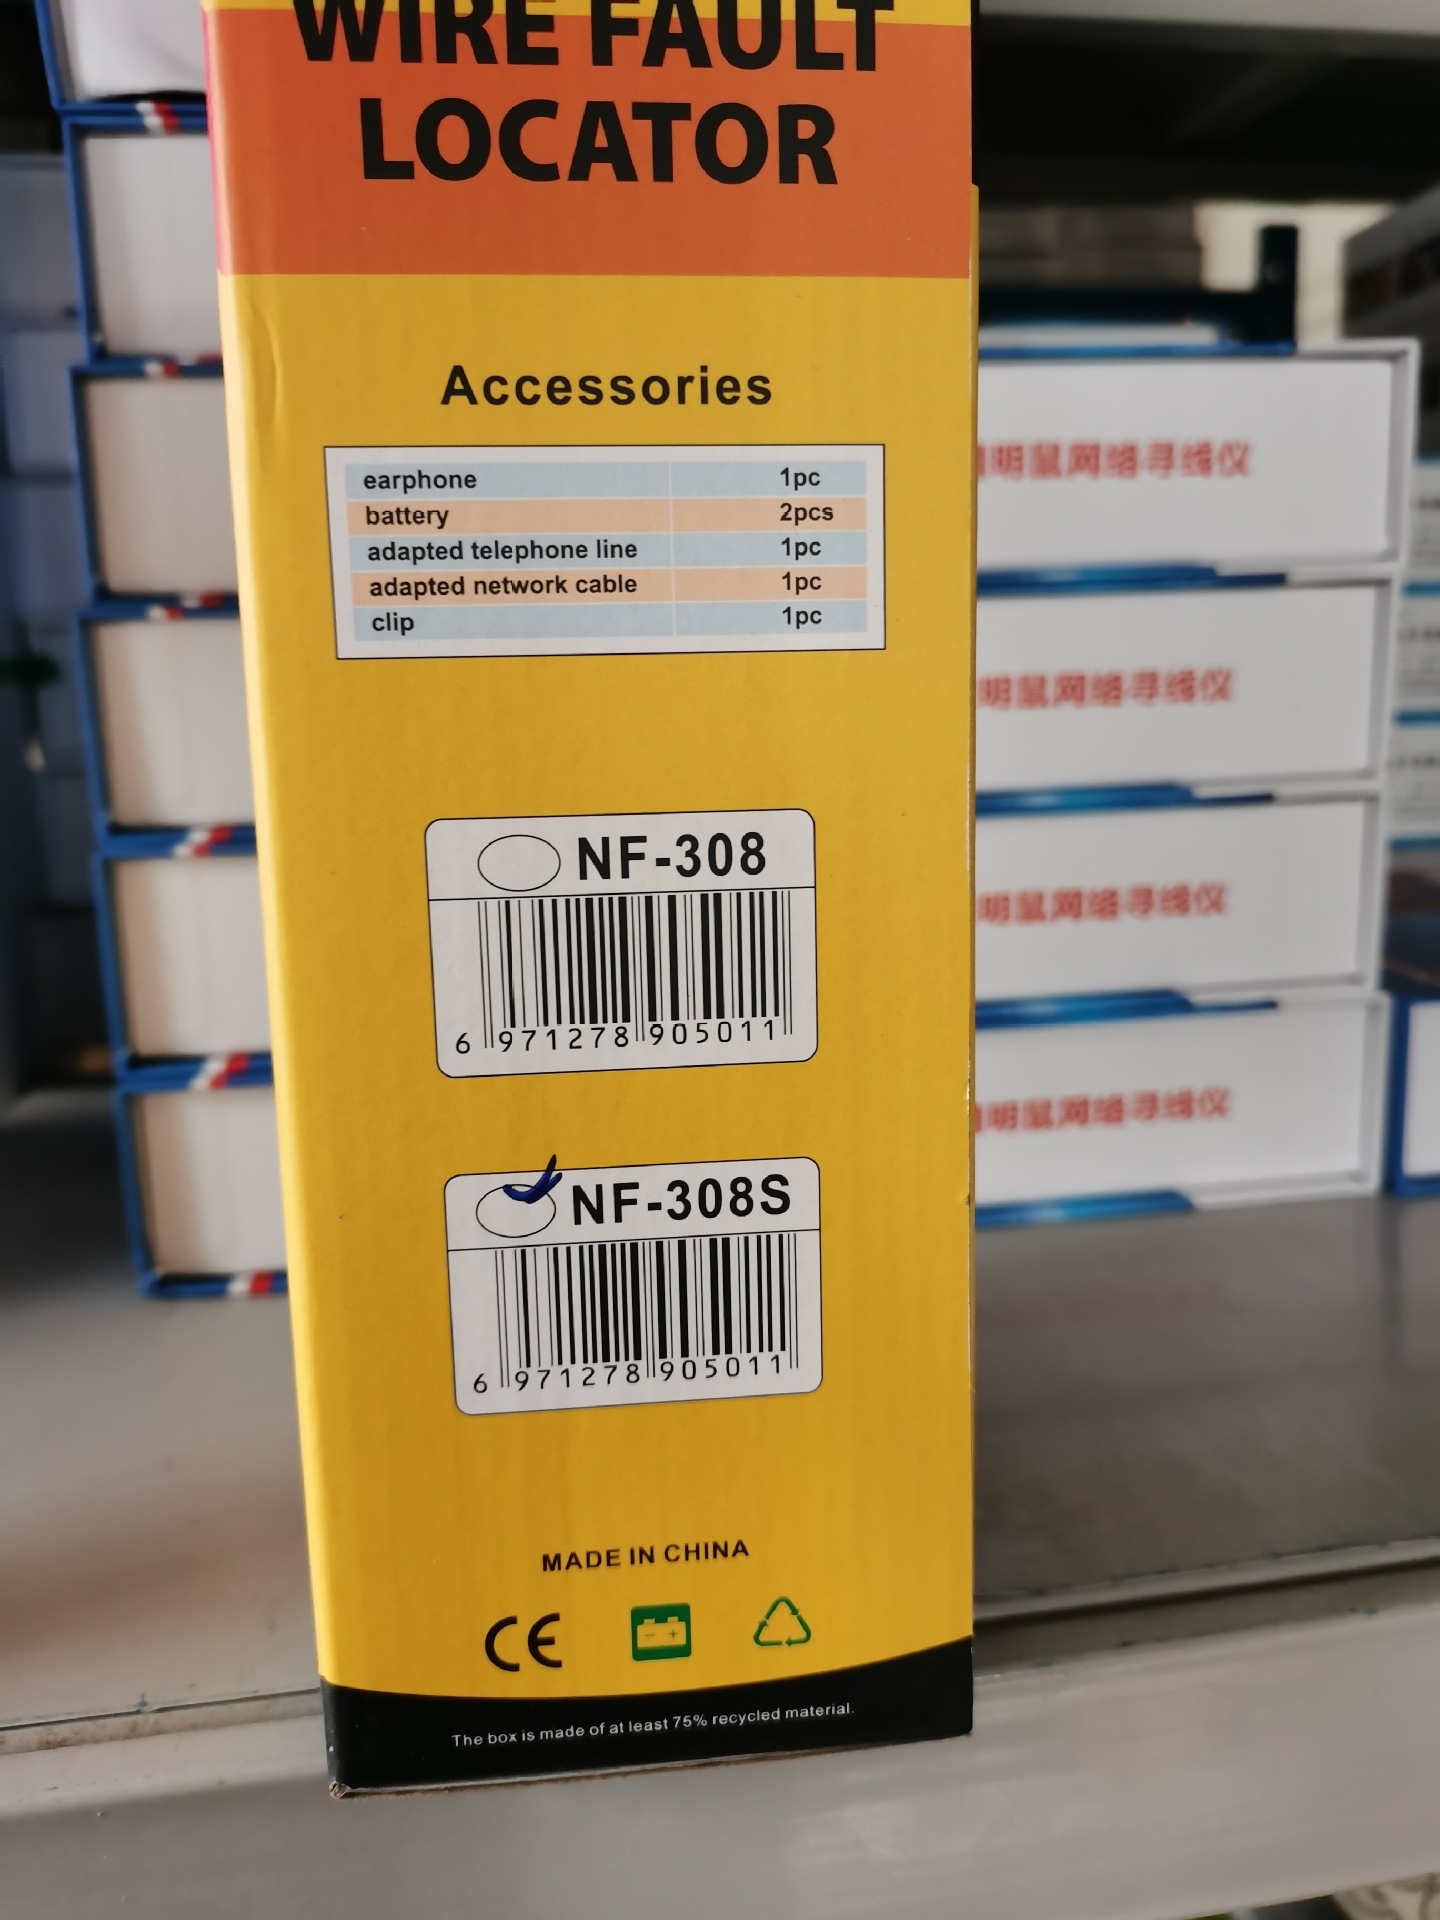 WIRE FAULT
LOCATOR
Accessories
earphone 1pc
battery 2pcs
adapted telephone line 1pc
adapted network cable 1pc
clip 1pc
NF-308
6 971278 905011
NF-308S
6 971278 905011
MADE IN CHINA
CE
The box is made of at least 75% recycled material.
明鼠网络寻线仪
明鼠网络寻线仪
明鼠网络寻线仪
明鼠网络寻线仪